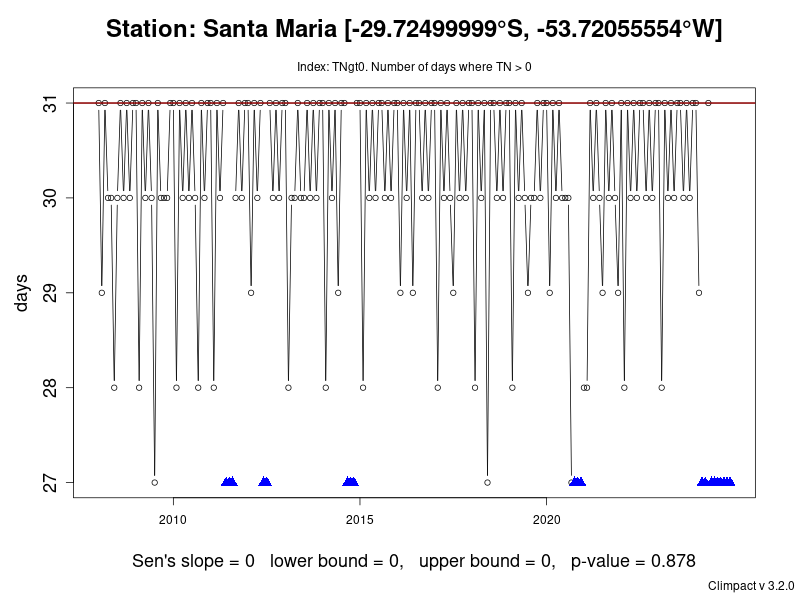 Station: Santa Maria [-29.72499999°S, -53.72055554°W]
Index: TNgt0. Number of days where TN > 0
31
30
29
28
27
days
2010 2015 2020
Sen's slope = 0 lower bound = 0, upper bound = 0, p-value = 0.878
Climpact v 3.2.0